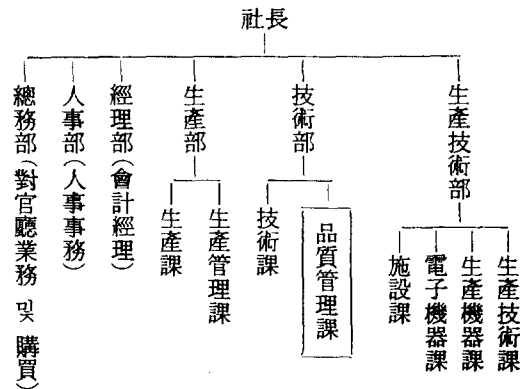 社長
總務部(對官廳業務 및 購買)
人事部(人事事務)
經理部(會計經理)
生產部
技術部
生產技術部
生產課
生產管理課
技術課
品質管理課
施設課
電子機器課
生產機器課
生產技術課